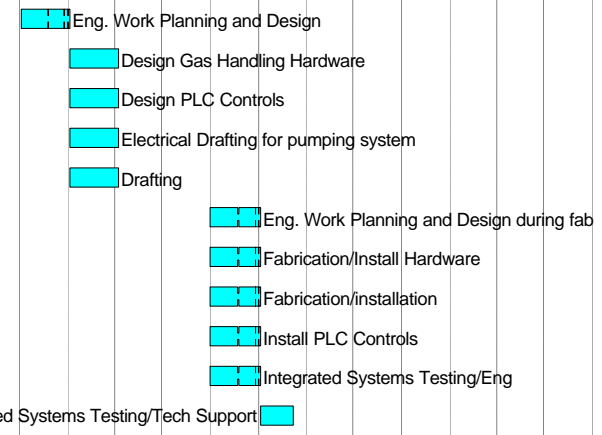 Eng. Work Planning and Design
Design Gas Handling Hardware
Design PLC Controls
Electrical Drafting for pumping system
Drafting
Eng. Work Planning and Design during fab
Fabrication/Install Hardware
Fabrication/installation
Install PLC Controls
Integrated Systems Testing/Eng
ed Systems Testing/Tech Support